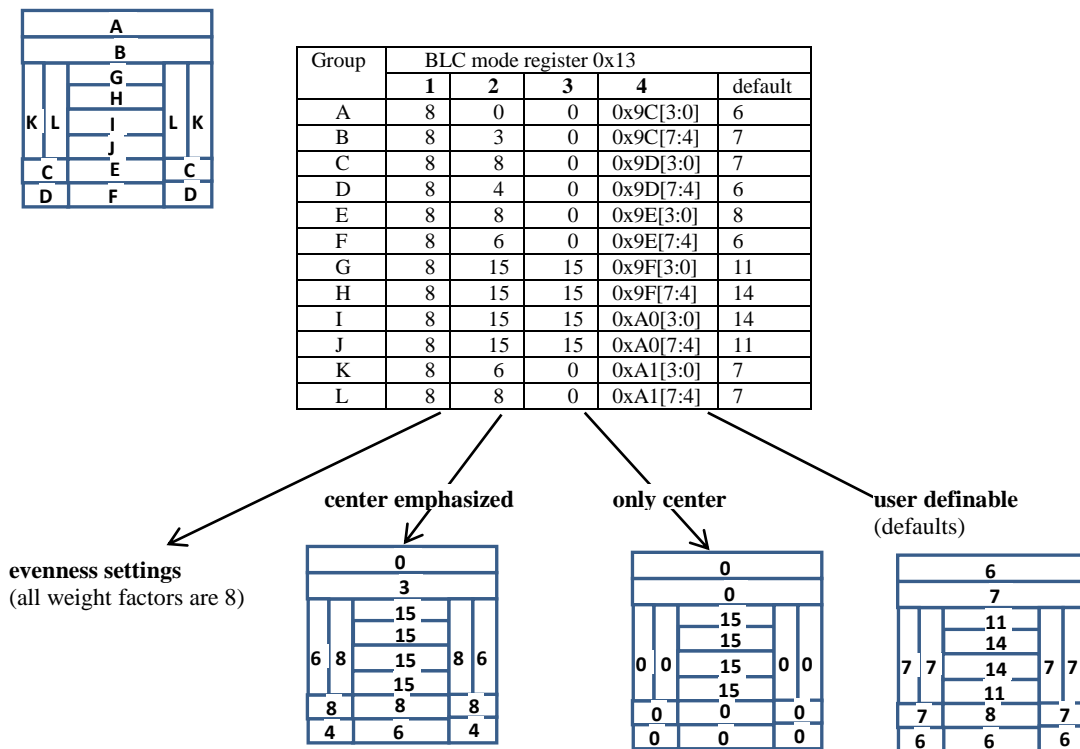 A
B
G
H
K L I L K
J
C E C
D F D
Group BLC mode register 0x13
1 2 3 4 default
A 8 0 0 0x9C[3:0] 6
B 8 3 0 0x9C[7:4] 7
C 8 8 0 0x9D[3:0] 7
D 8 4 0 0x9D[7:4] 6
E 8 8 0 0x9E[3:0] 8
F 8 6 0 0x9E[7:4] 6
G 8 15 15 0x9F[3:0] 11
H 8 15 15 0x9F[7:4] 14
I 8 15 15 0xA0[3:0] 14
J 8 15 15 0xA0[7:4] 11
K 8 6 0 0xA1[3:0] 7
L 8 8 0 0xA1[7:4] 7
evenness settings
(all weight factors are 8)
center emphasized
0
3
15
15
6 8 15 8 6
15
8 8 8
4 6 4
only center
0
0
15
15
0 0 15 0 0
15
0 0 0
0 0 0
user definable
(defaults)
6
7
11
14
7 7 14 7 7
11
7 8 7
6 6 6